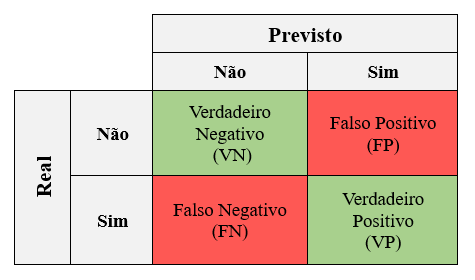 Previsto
Não
Sim
Real
Não
Verdadeiro
Negativo
(VN)
Falso Positivo
(FP)
Sim
Falso Negativo
(FN)
Verdadeiro
Positivo
(VP)